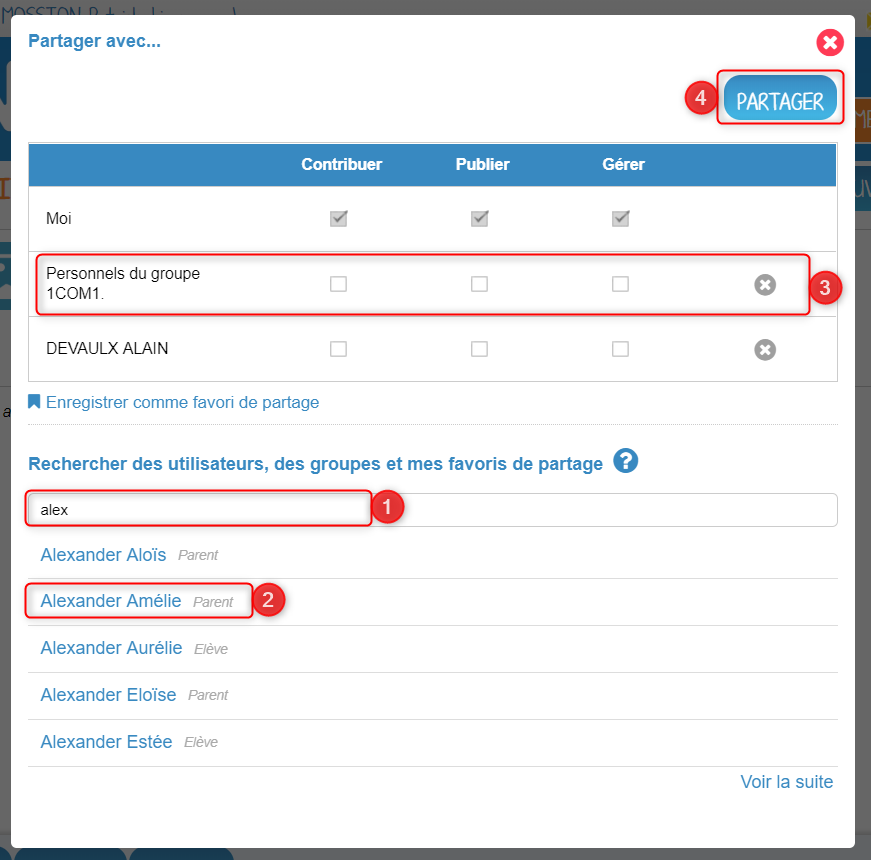 Partager avec...
4
PARTAGER
Contribuer Publier Gérer
Moi
Personnels du groupe
1COM1.
3
DEVAULX ALAIN
Enregistrer comme favori de partage
Rechercher des utilisateurs, des groupes et mes favoris de partage ?
alex
1
Alexander Aloïs Parent
Alexander Amélie Parent
2
Alexander Aurélie Elève
Alexander Eloïse Parent
Alexander Estée Elève
Voir la suite